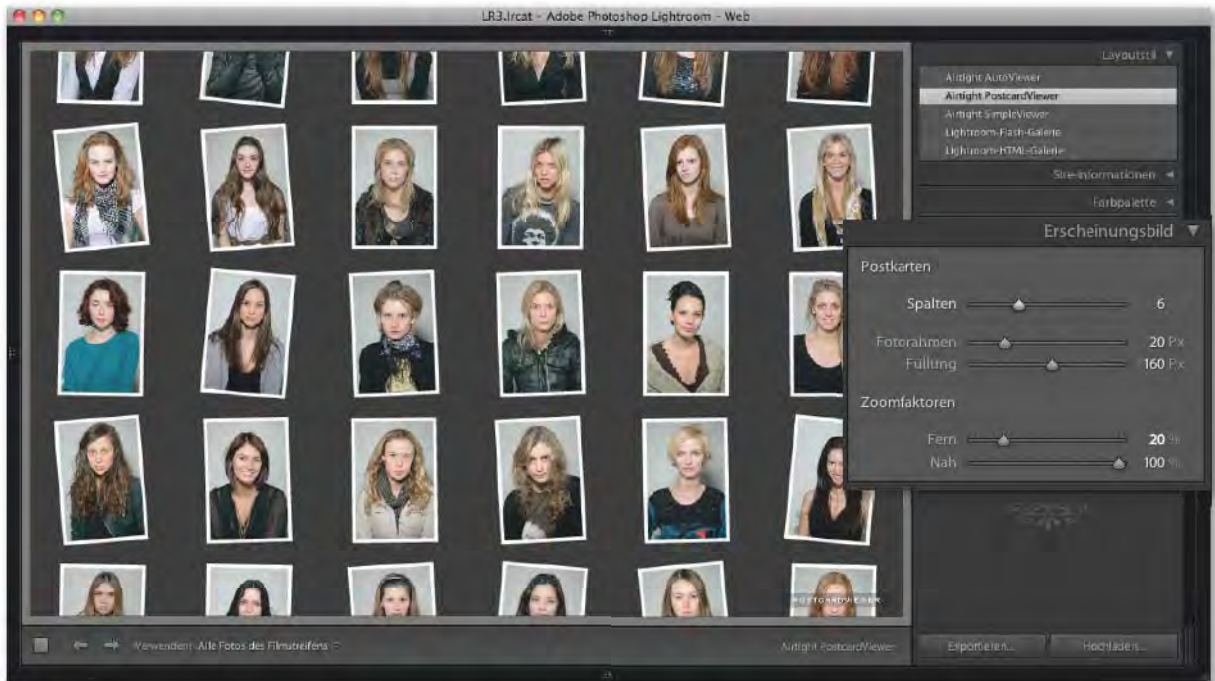 LR3.lrcat – Adobe Photoshop Lightroom – Web
Layoutstil
Airtight AutoViewer
Airtight PostcardViewer
Airtight SimpleViewer
Lightroom-Flash-Galerie
Lightroom-HTML-Galerie
Site-Informationen
Farbpalette
Erscheinungsbild
Postkarten
Spalten 6
Fotorahmen 20 Px
Füllung 160 Px
Zoomfaktoren
Fern 20 %
Nah 100 %
POSTCARDVIEWER
Verwenden: Alle Fotos des Filmstreifens
Airtight PostcardViewer
Exportieren...
Hochladen...